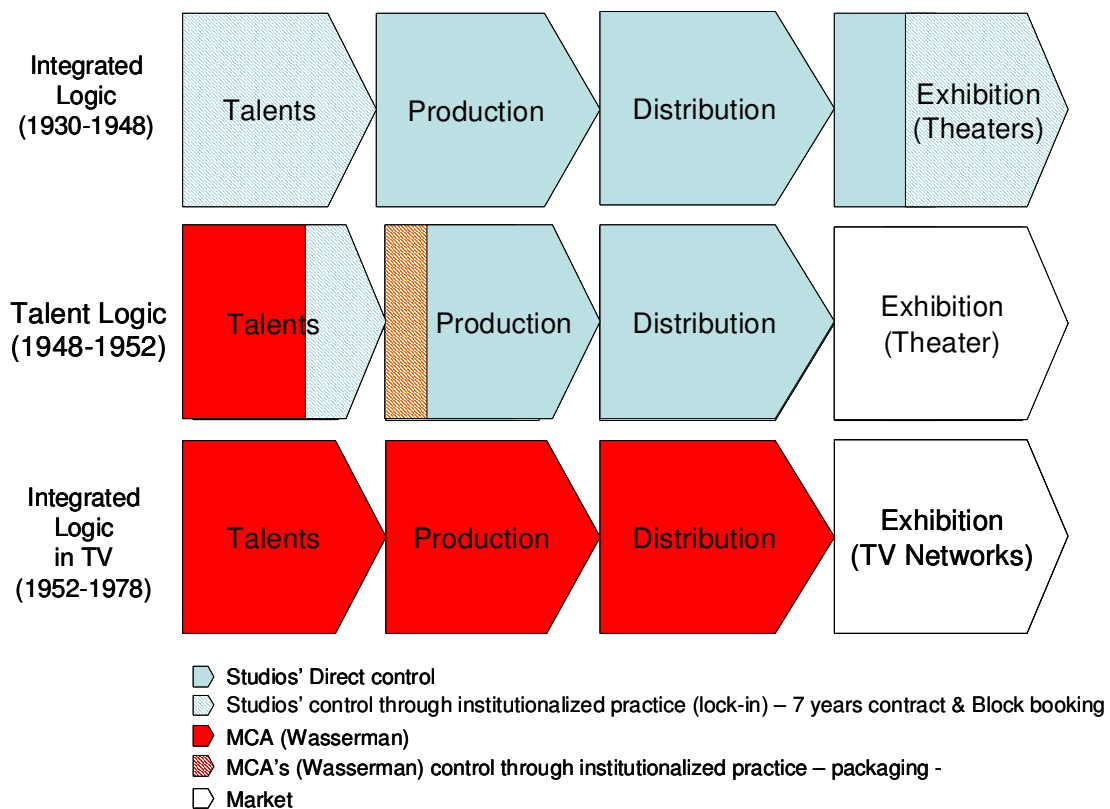 Integrated
Logic
(1930-1948)
Talents
Production
Distribution
Exhibition
(Theaters)
Talent Logic
(1948-1952)
Talents
Production
Distribution
Exhibition
(Theater)
Integrated
Logic
in TV
(1952-1978)
Talents
Production
Distribution
Exhibition
(TV Networks)
Studios' Direct control
Studios' control through institutionalized practice (lock-in) – 7 years contract & Block booking
MCA (Wasserman)
MCA's (Wasserman) control through institutionalized practice – packaging -
Market